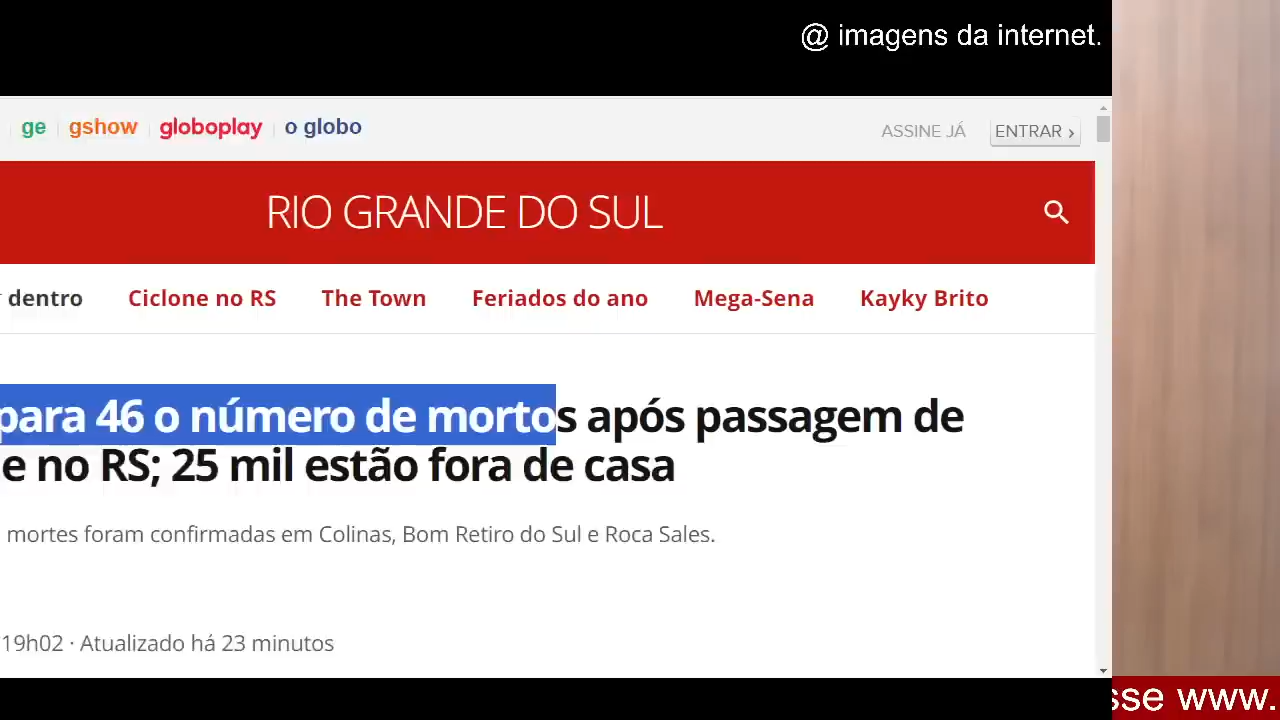 @ imagens da internet.
ge gshow globoplay o globo ASSINE JÁ ENTRAR ›
RIO GRANDE DO SUL
dentro Ciclone no RS The Town Feriados do ano Mega-Sena Kayky Brito
para 46 o número de mortos após passagem de
e no RS; 25 mil estão fora de casa
mortes foram confirmadas em Colinas, Bom Retiro do Sul e Roca Sales.
19h02 · Atualizado há 23 minutos
sse www.